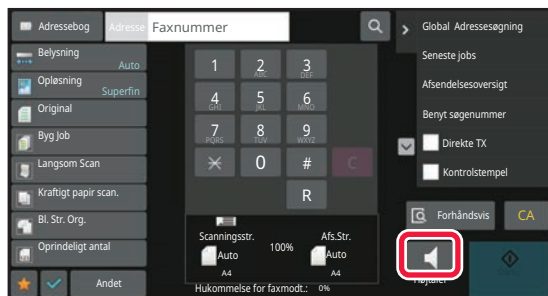 Adressebog
Adresse
Faxnummer
Global Adressesøgning
Belysning
Auto
Seneste jobs
Opløsning
Superfin
Afsendelsesoversigt
Original
Benyt søgenummer
Byg Job
Direkte TX
Langsom Scan
Kontrolstempel
Kraftigt papir scan.
Bl. Str. Org.
Oprindeligt antal
Andet
1
2 ABC
3 DEF
4 GHI
5 JKL
6 MNO
7 PQRS
8 TUV
9 WXYZ
0
#
C
R
Scanningsstr.
Afs.Str.
Auto
100%
Auto
A4
A4
Hukommelse for faxmodt.: 0%
Forhåndsvis
CA
Højtaler